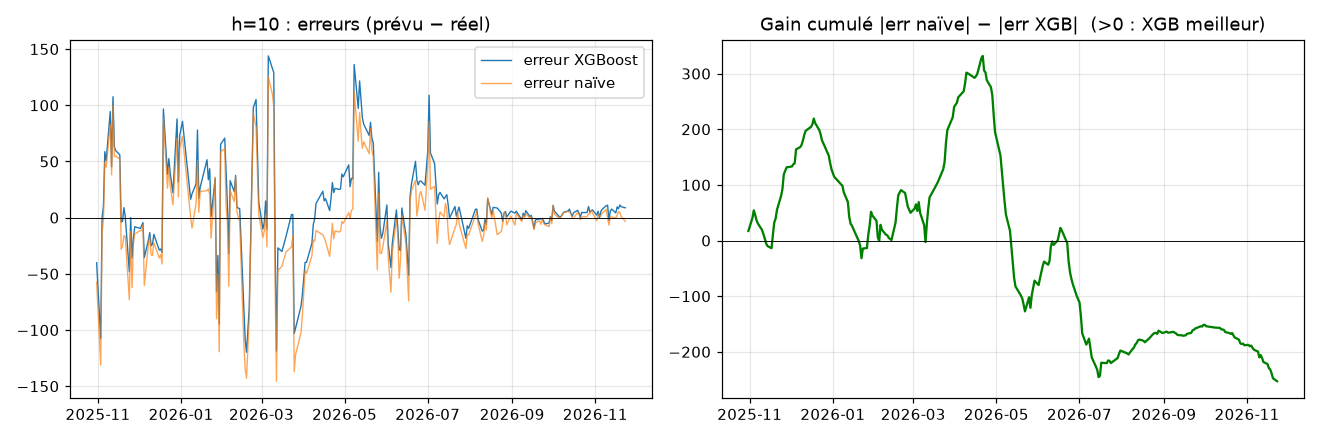 h=10 : erreurs (prévu − réel)
erreur XGBoost
erreur naïve
150
100
50
0
−50
−100
−150
2025-11 2026-01 2026-03 2026-05 2026-07 2026-09 2026-11
Gain cumulé |err naïve| − |err XGB| (>0 : XGB meilleur)
300
200
100
0
−100
−200
2025-11 2026-01 2026-03 2026-05 2026-07 2026-09 2026-11